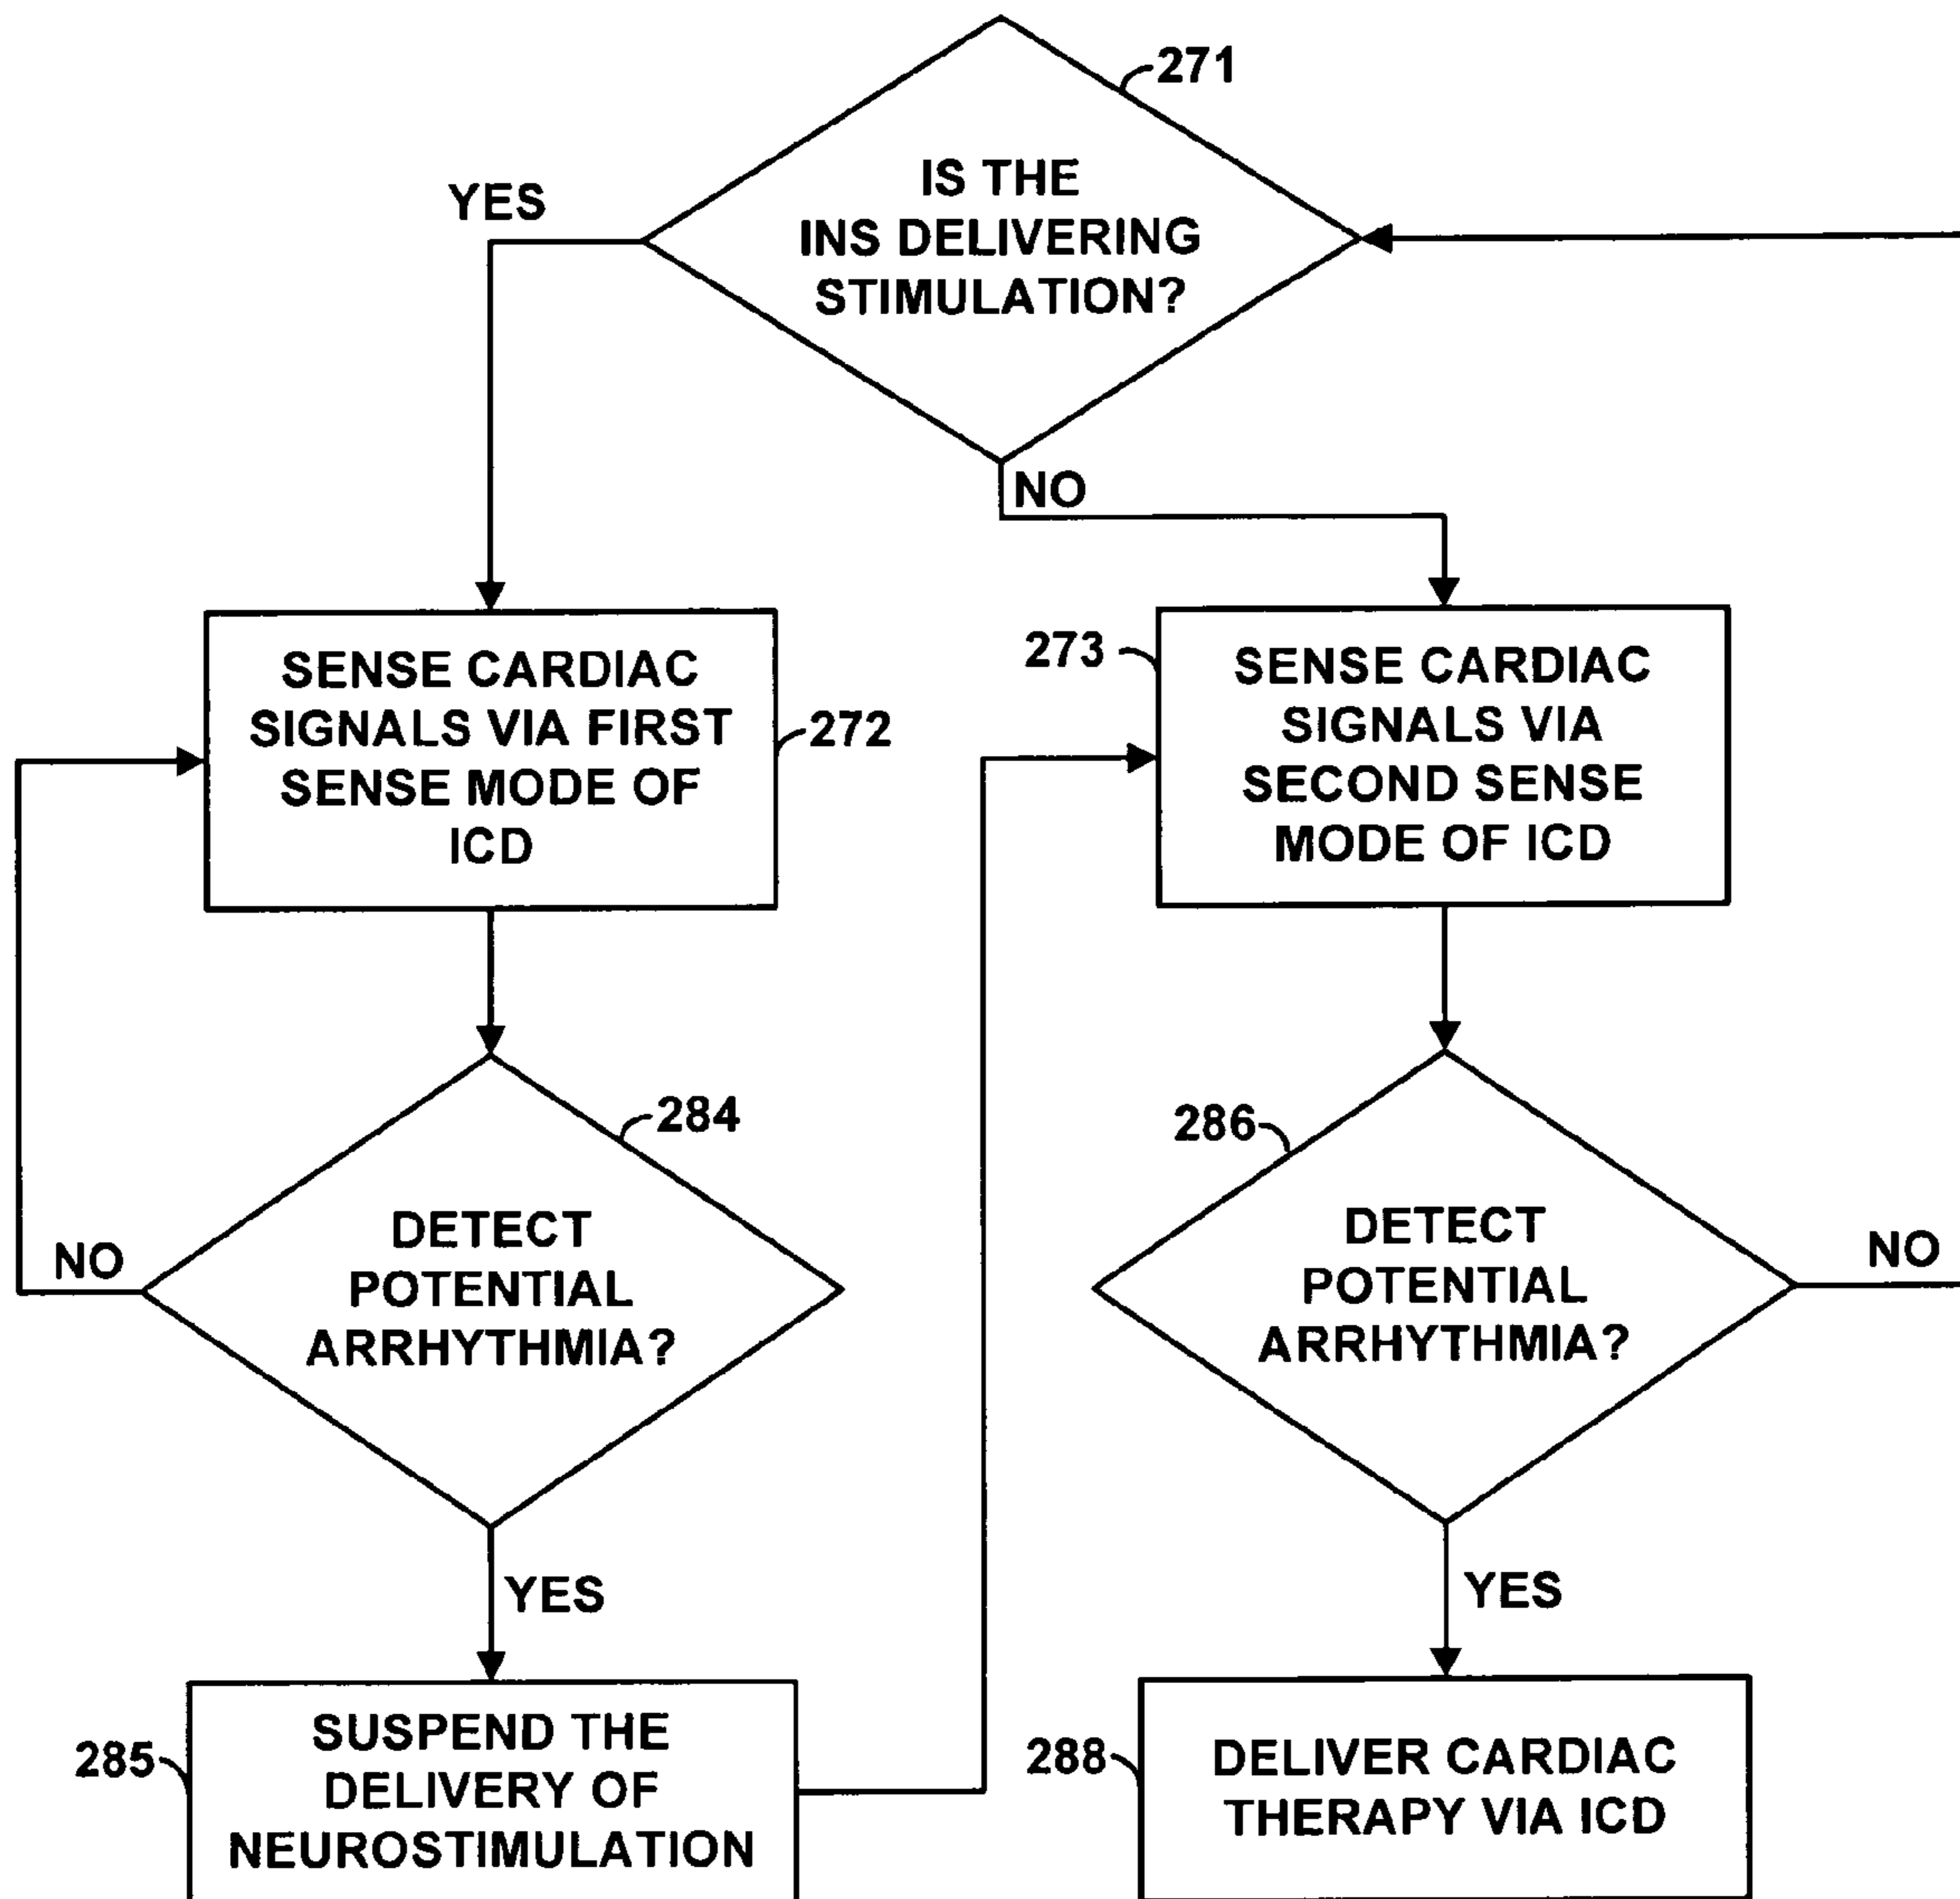 271
IS THE
INS DELIVERING
STIMULATION?
YES
NO
SENSE CARDIAC
SIGNALS VIA FIRST
SENSE MODE OF
ICD
272
273
SENSE CARDIAC
SIGNALS VIA
SECOND SENSE
MODE OF ICD
284
DETECT
POTENTIAL
ARRHYTHMIA?
NO
YES
286
DETECT
POTENTIAL
ARRHYTHMIA?
NO
YES
285
SUSPEND THE
DELIVERY OF
NEUROSTIMULATION
288
DELIVER CARDIAC
THERAPY VIA ICD